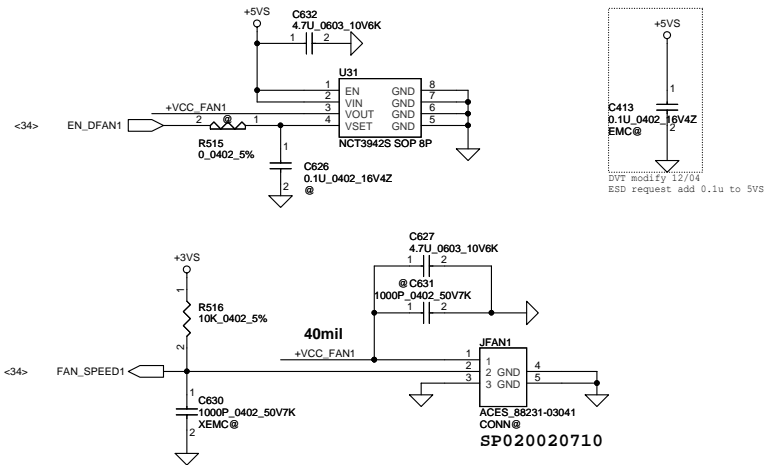 +5VS
C632
4.7U_0603_10V6K
1 2
U31
1 EN GND 8
2 VIN GND 7
3 VOUT GND 6
4 VSET GND 5
NCT3942S SOP 8P
+VCC_FAN1
<34> EN_DFAN1
2 @ 1
R515
0_0402_5%
1
C626
0.1U_0402_16V4Z
2 @
+5VS
1
C413
0.1U_0402_16V4Z
2
EMC@
DVT modify 12/04
ESD request add 0.1u to 5VS
C627
4.7U_0603_10V6K
1 2
@ C631
1000P_0402_50V7K
1 2
+3VS
1
R516
10K_0402_5%
2
40mil
+VCC_FAN1
<34> FAN_SPEED1
JFAN1
1 1
2 2 GND 4
3 3 GND 5
ACES_88231-03041
CONN@
SP020020710
1
C630
1000P_0402_50V7K
XEMC@
2